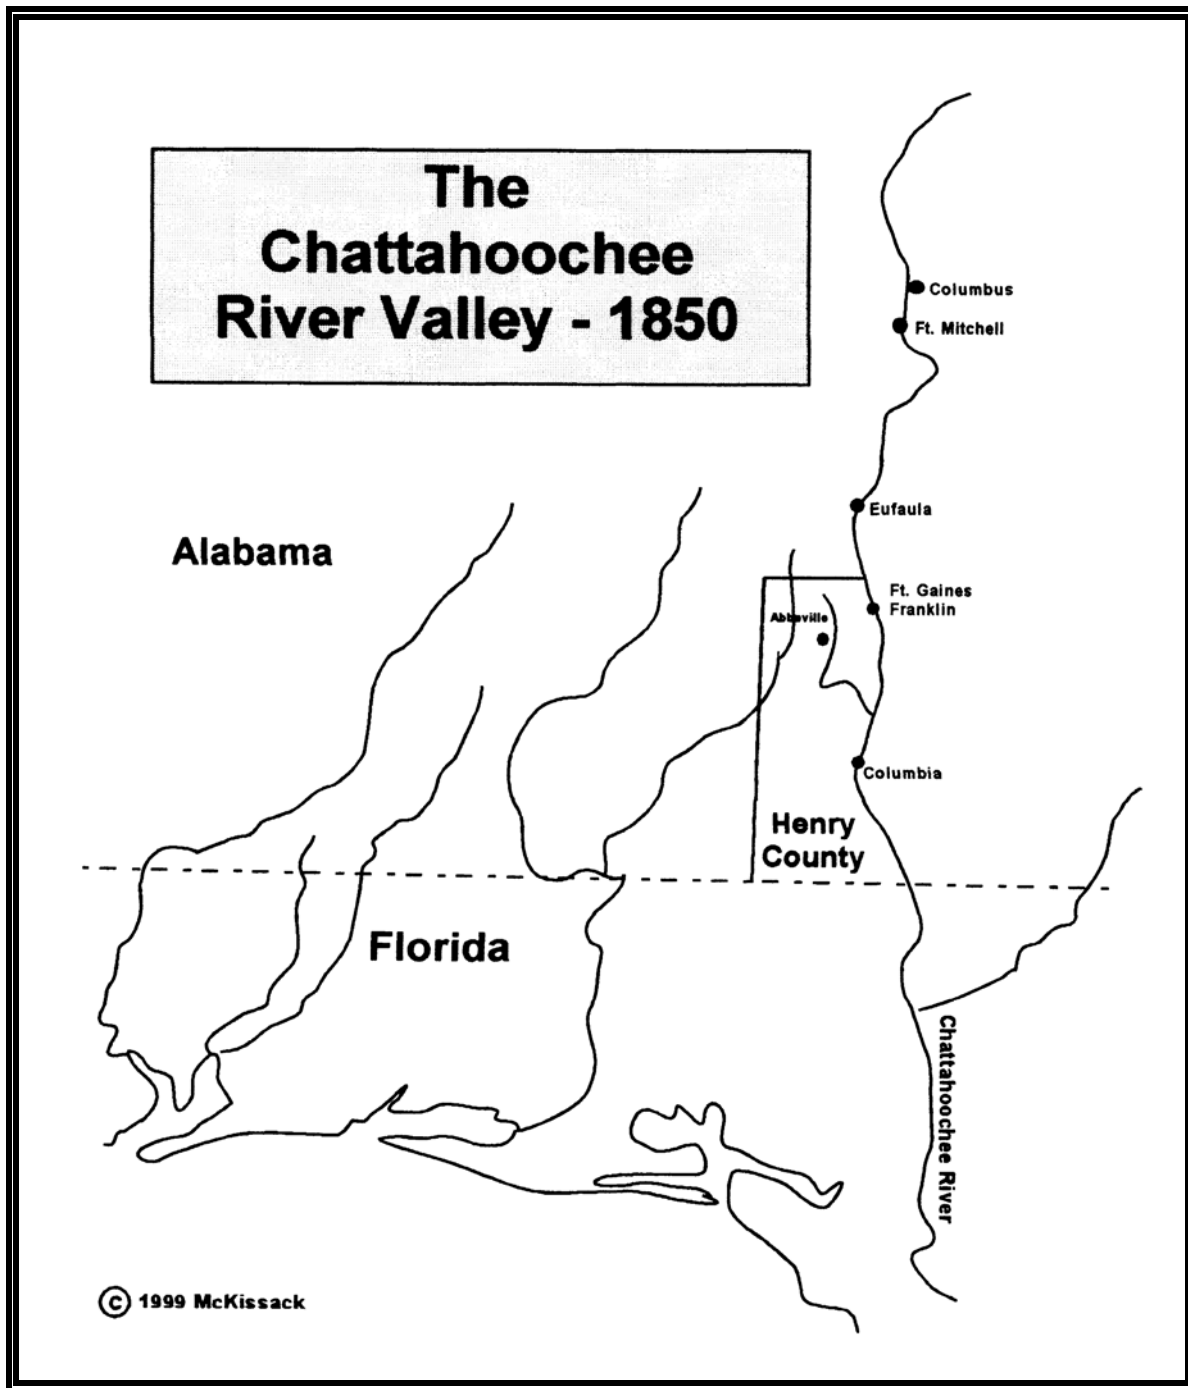 The
Chattahoochee
River Valley - 1850
Columbus
Ft. Mitchell
Eufaula
Alabama
Ft. Gaines
Franklin
Abbeville
Columbia
Henry
County
Florida
Chattahoochee River
© 1999 McKissack